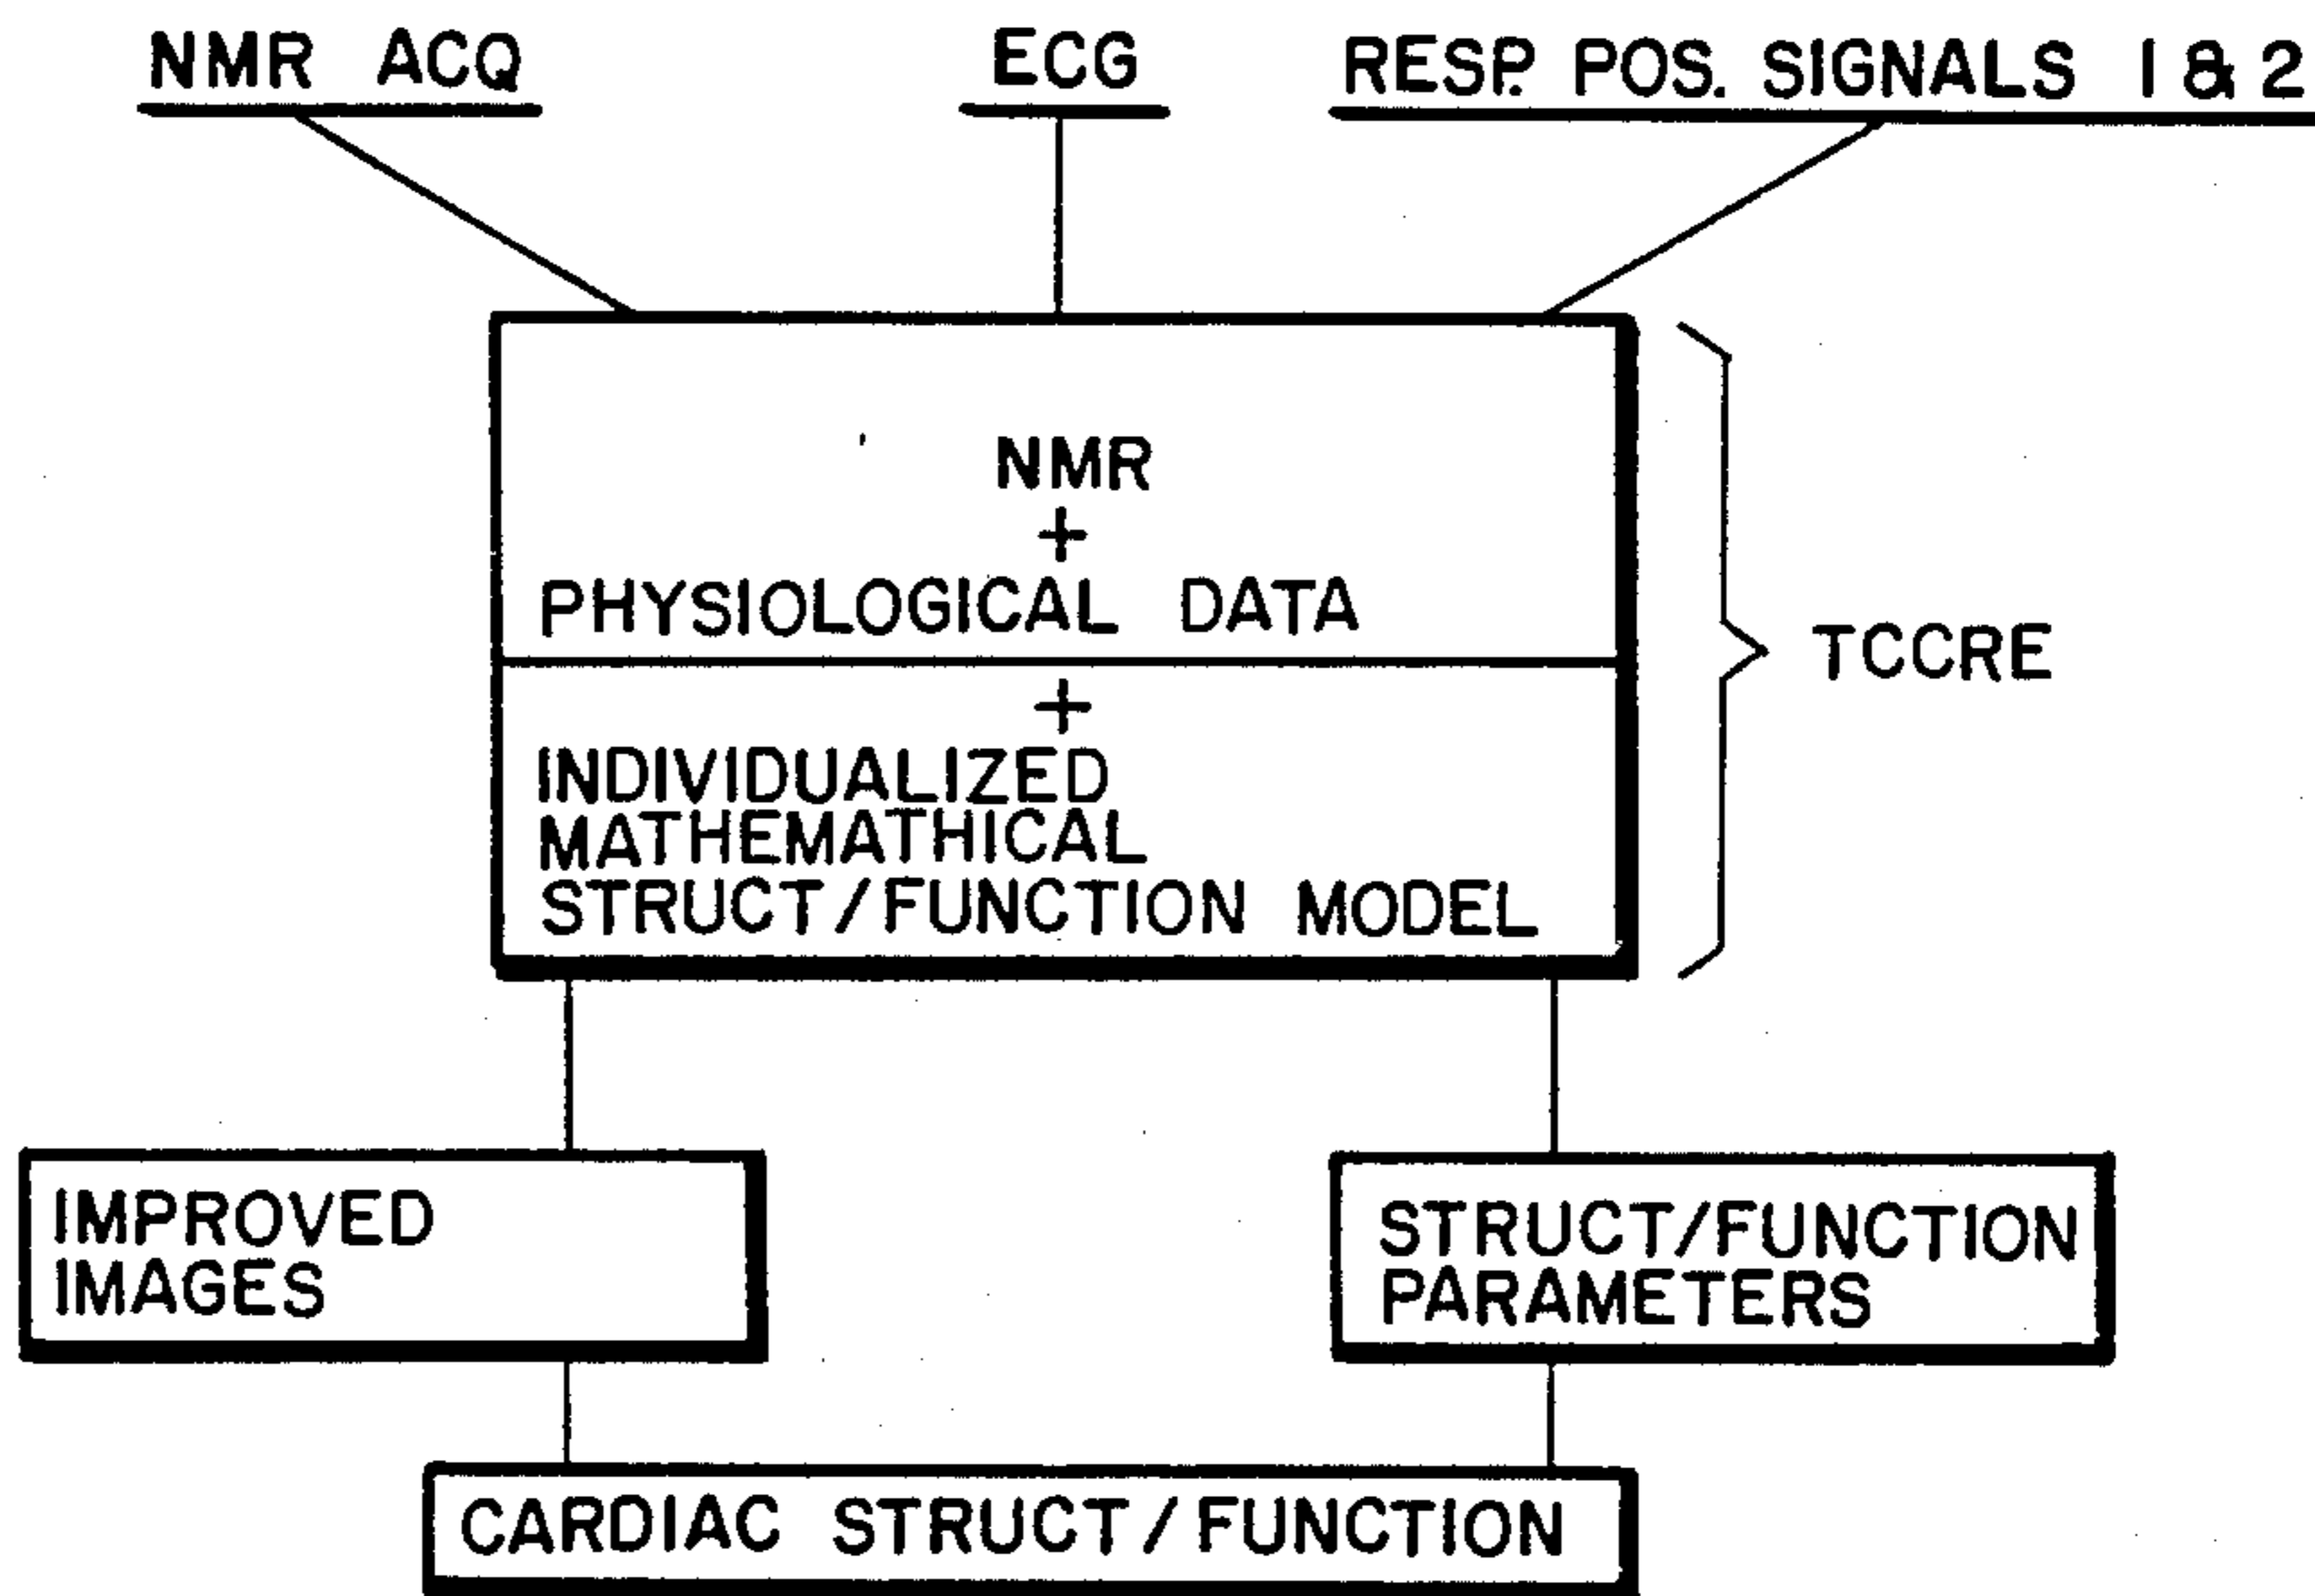 NMR ACQ
ECG
RESP. POS. SIGNALS 1 & 2
NMR
+
PHYSIOLOGICAL DATA
+
INDIVIDUALIZED
MATHEMATHICAL
STRUCT/FUNCTION MODEL
TCCRE
IMPROVED
IMAGES
STRUCT/FUNCTION
PARAMETERS
CARDIAC STRUCT/FUNCTION